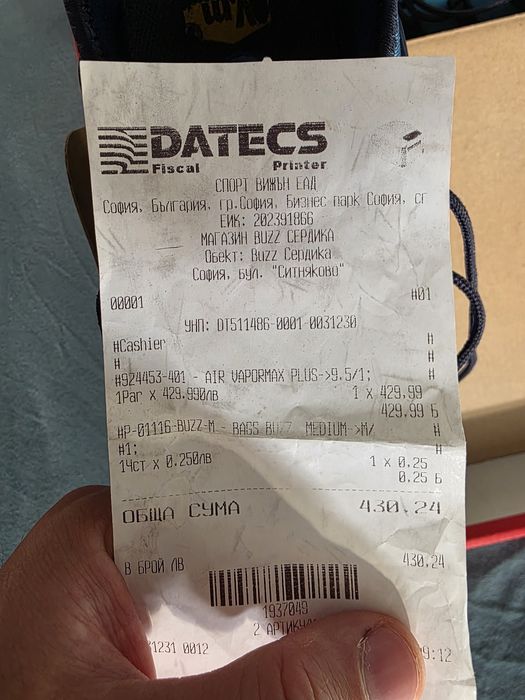 DATECS
Fiscal Printer
СПОРТ ВИЖЪН ЕАД
София, България, гр.София, Бизнес парк София, сг
ЕИК: 202391866
МАГАЗИН BUZZ СЕРДИКА
Обект: Buzz Сердика
София, бул. "Ситняково"
00001 #01
УНП: DT511486-0001-0031230
#Cashier #
# #
#924453-401 - AIR VAPORMAX PLUS->9.5/1; #
1Par x 429.990лв 1 x 429.99
429.99 Б
#P-01116-BUZZ-M - BAGS BUZZ MEDIUM->M/ #
#1; #
1Чст x 0.250лв 1 x 0.25
0.25 Б
ОБЩА СУМА 430.24
В БРОЙ ЛВ 430.24
1937049
2
1231 0012 9:12